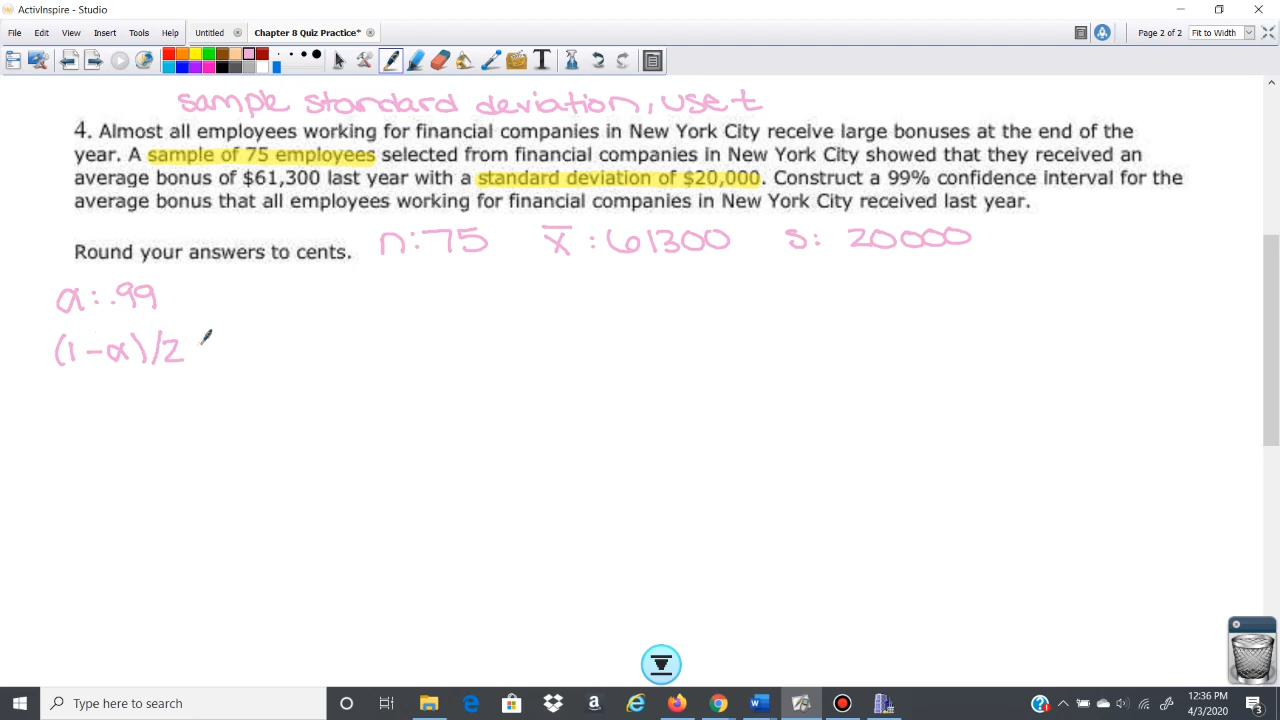 ActivInspire - Studio
File Edit View Insert Tools Help Untitled Chapter 8 Quiz Practice* Page 2 of 2 Fit to Width
sample standard deviation, use t
4. Almost all employees working for financial companies in New York City receive large bonuses at the end of the
year. A sample of 75 employees selected from financial companies in New York City showed that they received an
average bonus of $61,300 last year with a standard deviation of $20,000. Construct a 99% confidence interval for the
average bonus that all employees working for financial companies in New York City received last year.
n:75 x̅:61300 s: 20000
Round your answers to cents.
α:.99
(1-α)/2
Type here to search
12:36 PM
4/3/2020
3